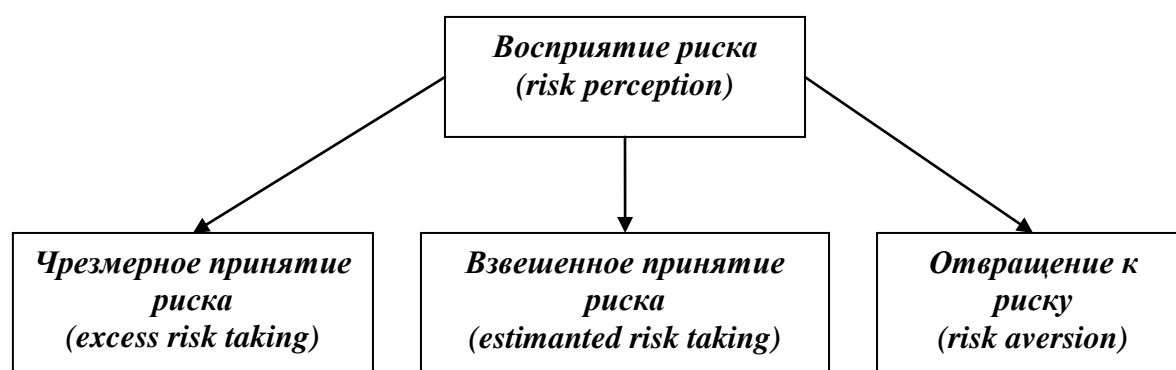 Восприятие риска
(risk perception)
Чрезмерное принятие
риска
(excess risk taking)
Взвешенное принятие
риска
(estimanted risk taking)
Отвращение к
риску
(risk aversion)